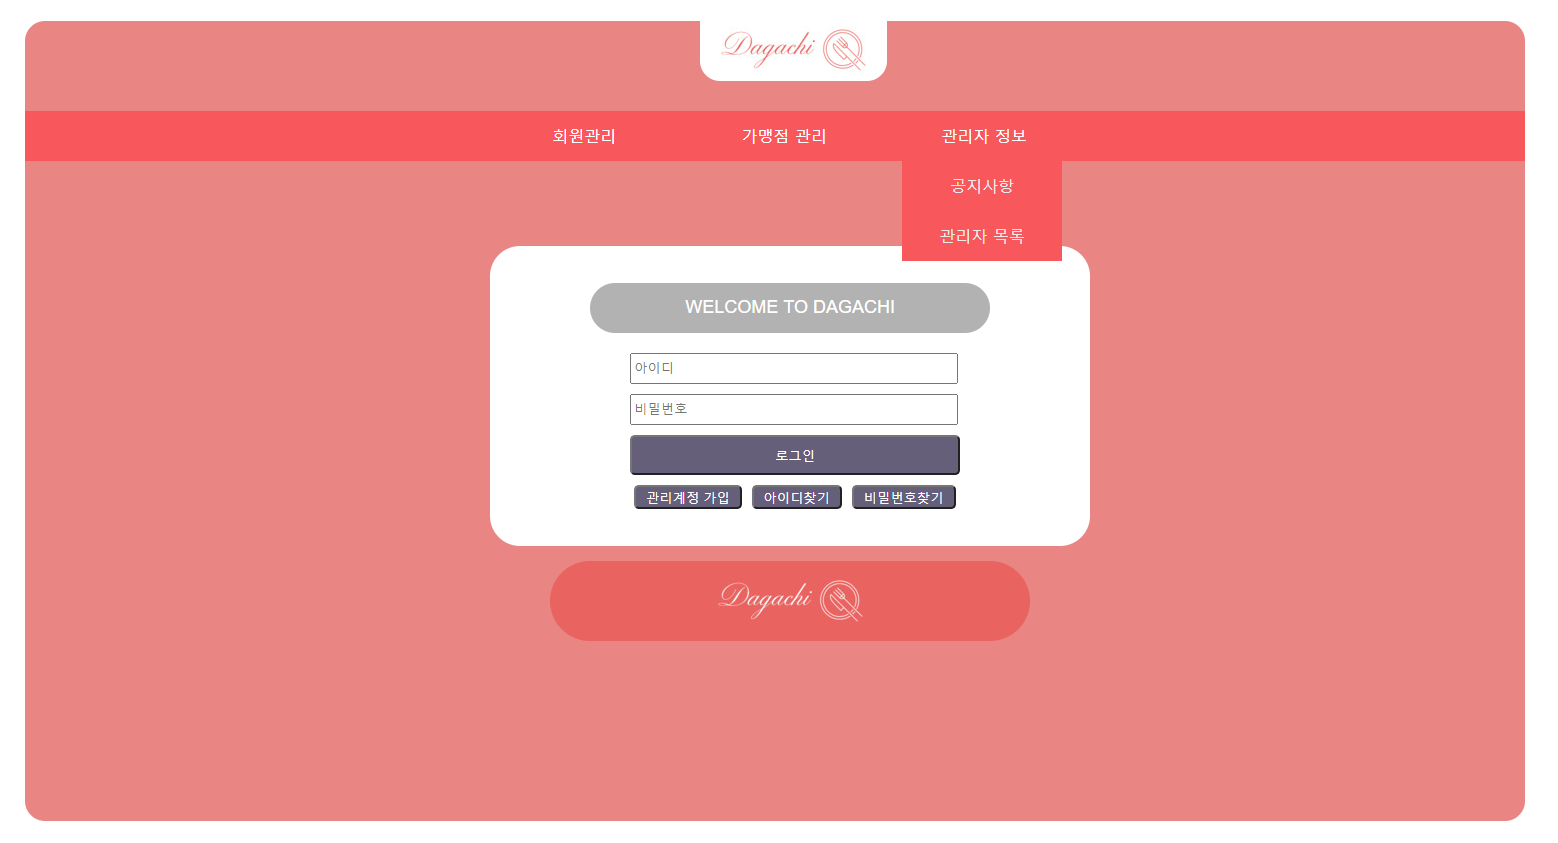 Dagachi
회원관리 가맹점 관리 관리자 정보
공지사항
관리자 목록
WELCOME TO DAGACHI
아이디
비밀번호
로그인
관리계정 가입 아이디찾기 비밀번호찾기
Dagachi